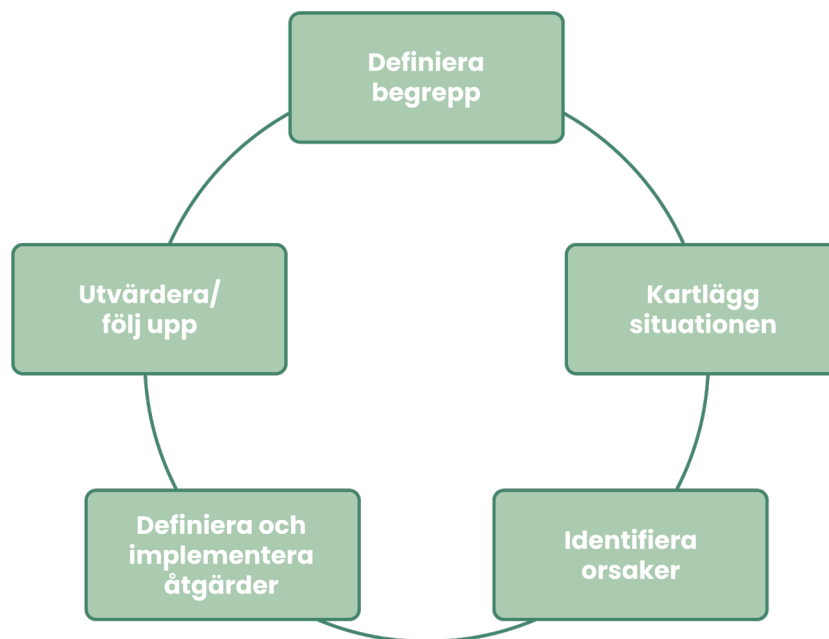 Definiera
begrepp
Kartlägg
situationen
Identifiera
orsaker
Definiera och
implementera
åtgärder
Utvärdera/
följ upp